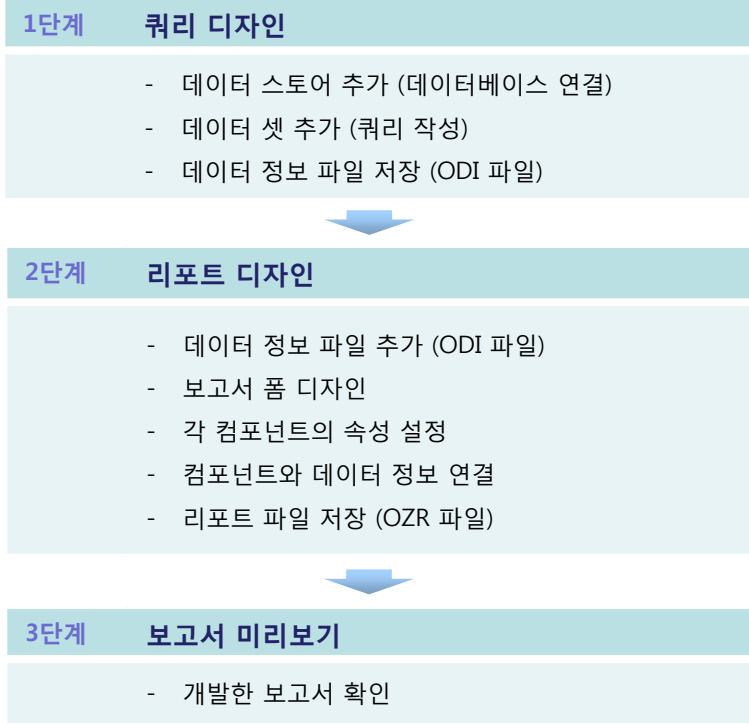 1단계 쿼리 디자인
- 데이터 스토어 추가 (데이터베이스 연결)
- 데이터 셋 추가 (쿼리 작성)
- 데이터 정보 파일 저장 (ODI 파일)
2단계 리포트 디자인
- 데이터 정보 파일 추가 (ODI 파일)
- 보고서 폼 디자인
- 각 컴포넌트의 속성 설정
- 컴포넌트와 데이터 정보 연결
- 리포트 파일 저장 (OZR 파일)
3단계 보고서 미리보기
- 개발한 보고서 확인